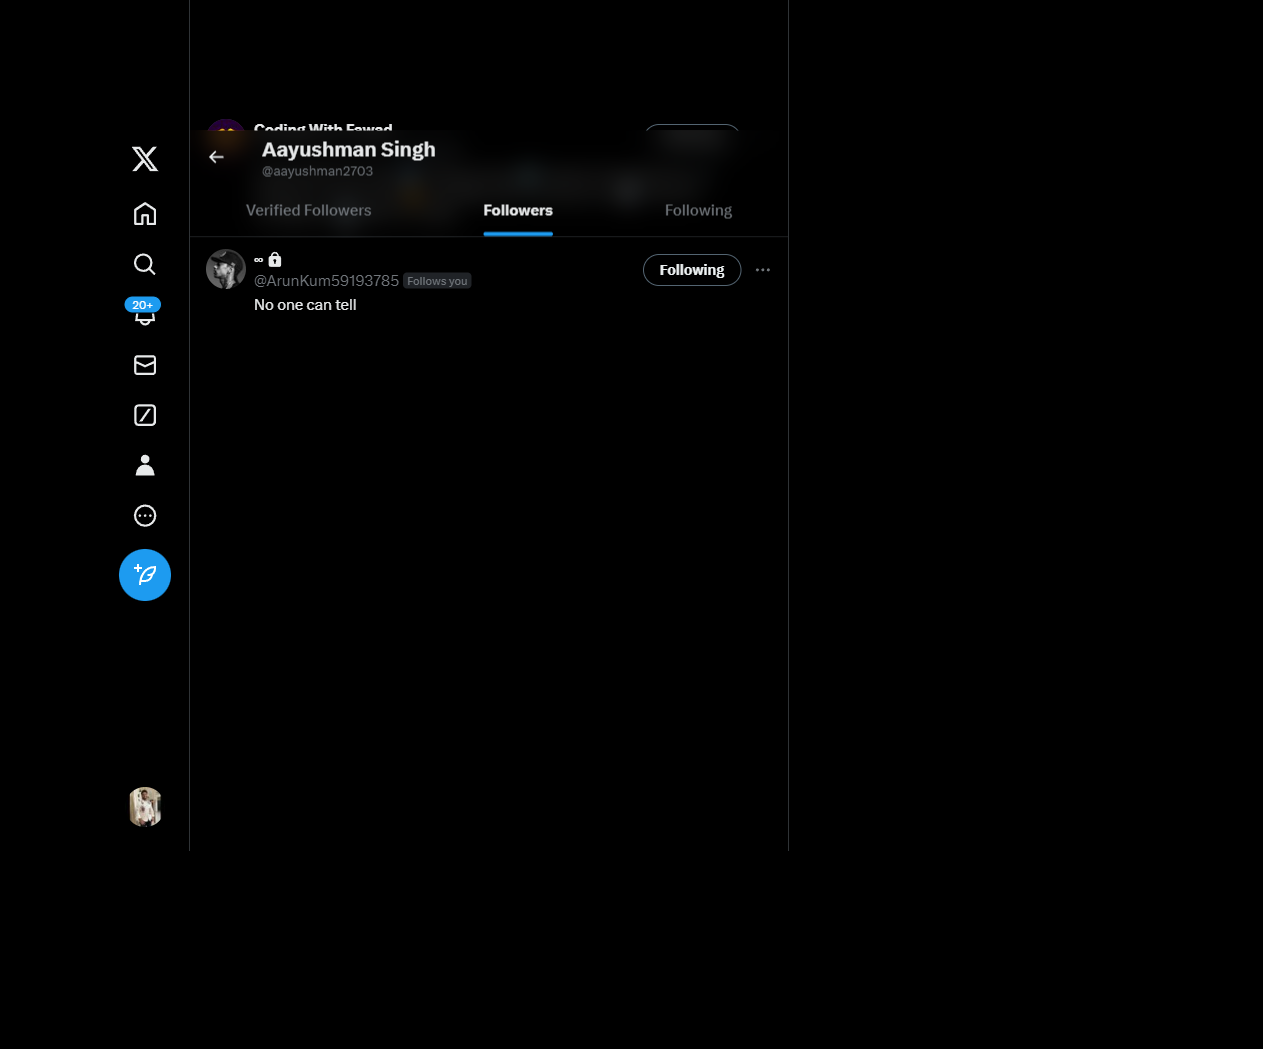 Coding With Fawad
Aayushman Singh
@aayushman2703
Verified Followers
Followers
Following
20+
∞
@ArunKum59193785 Follows you
Following
No one can tell